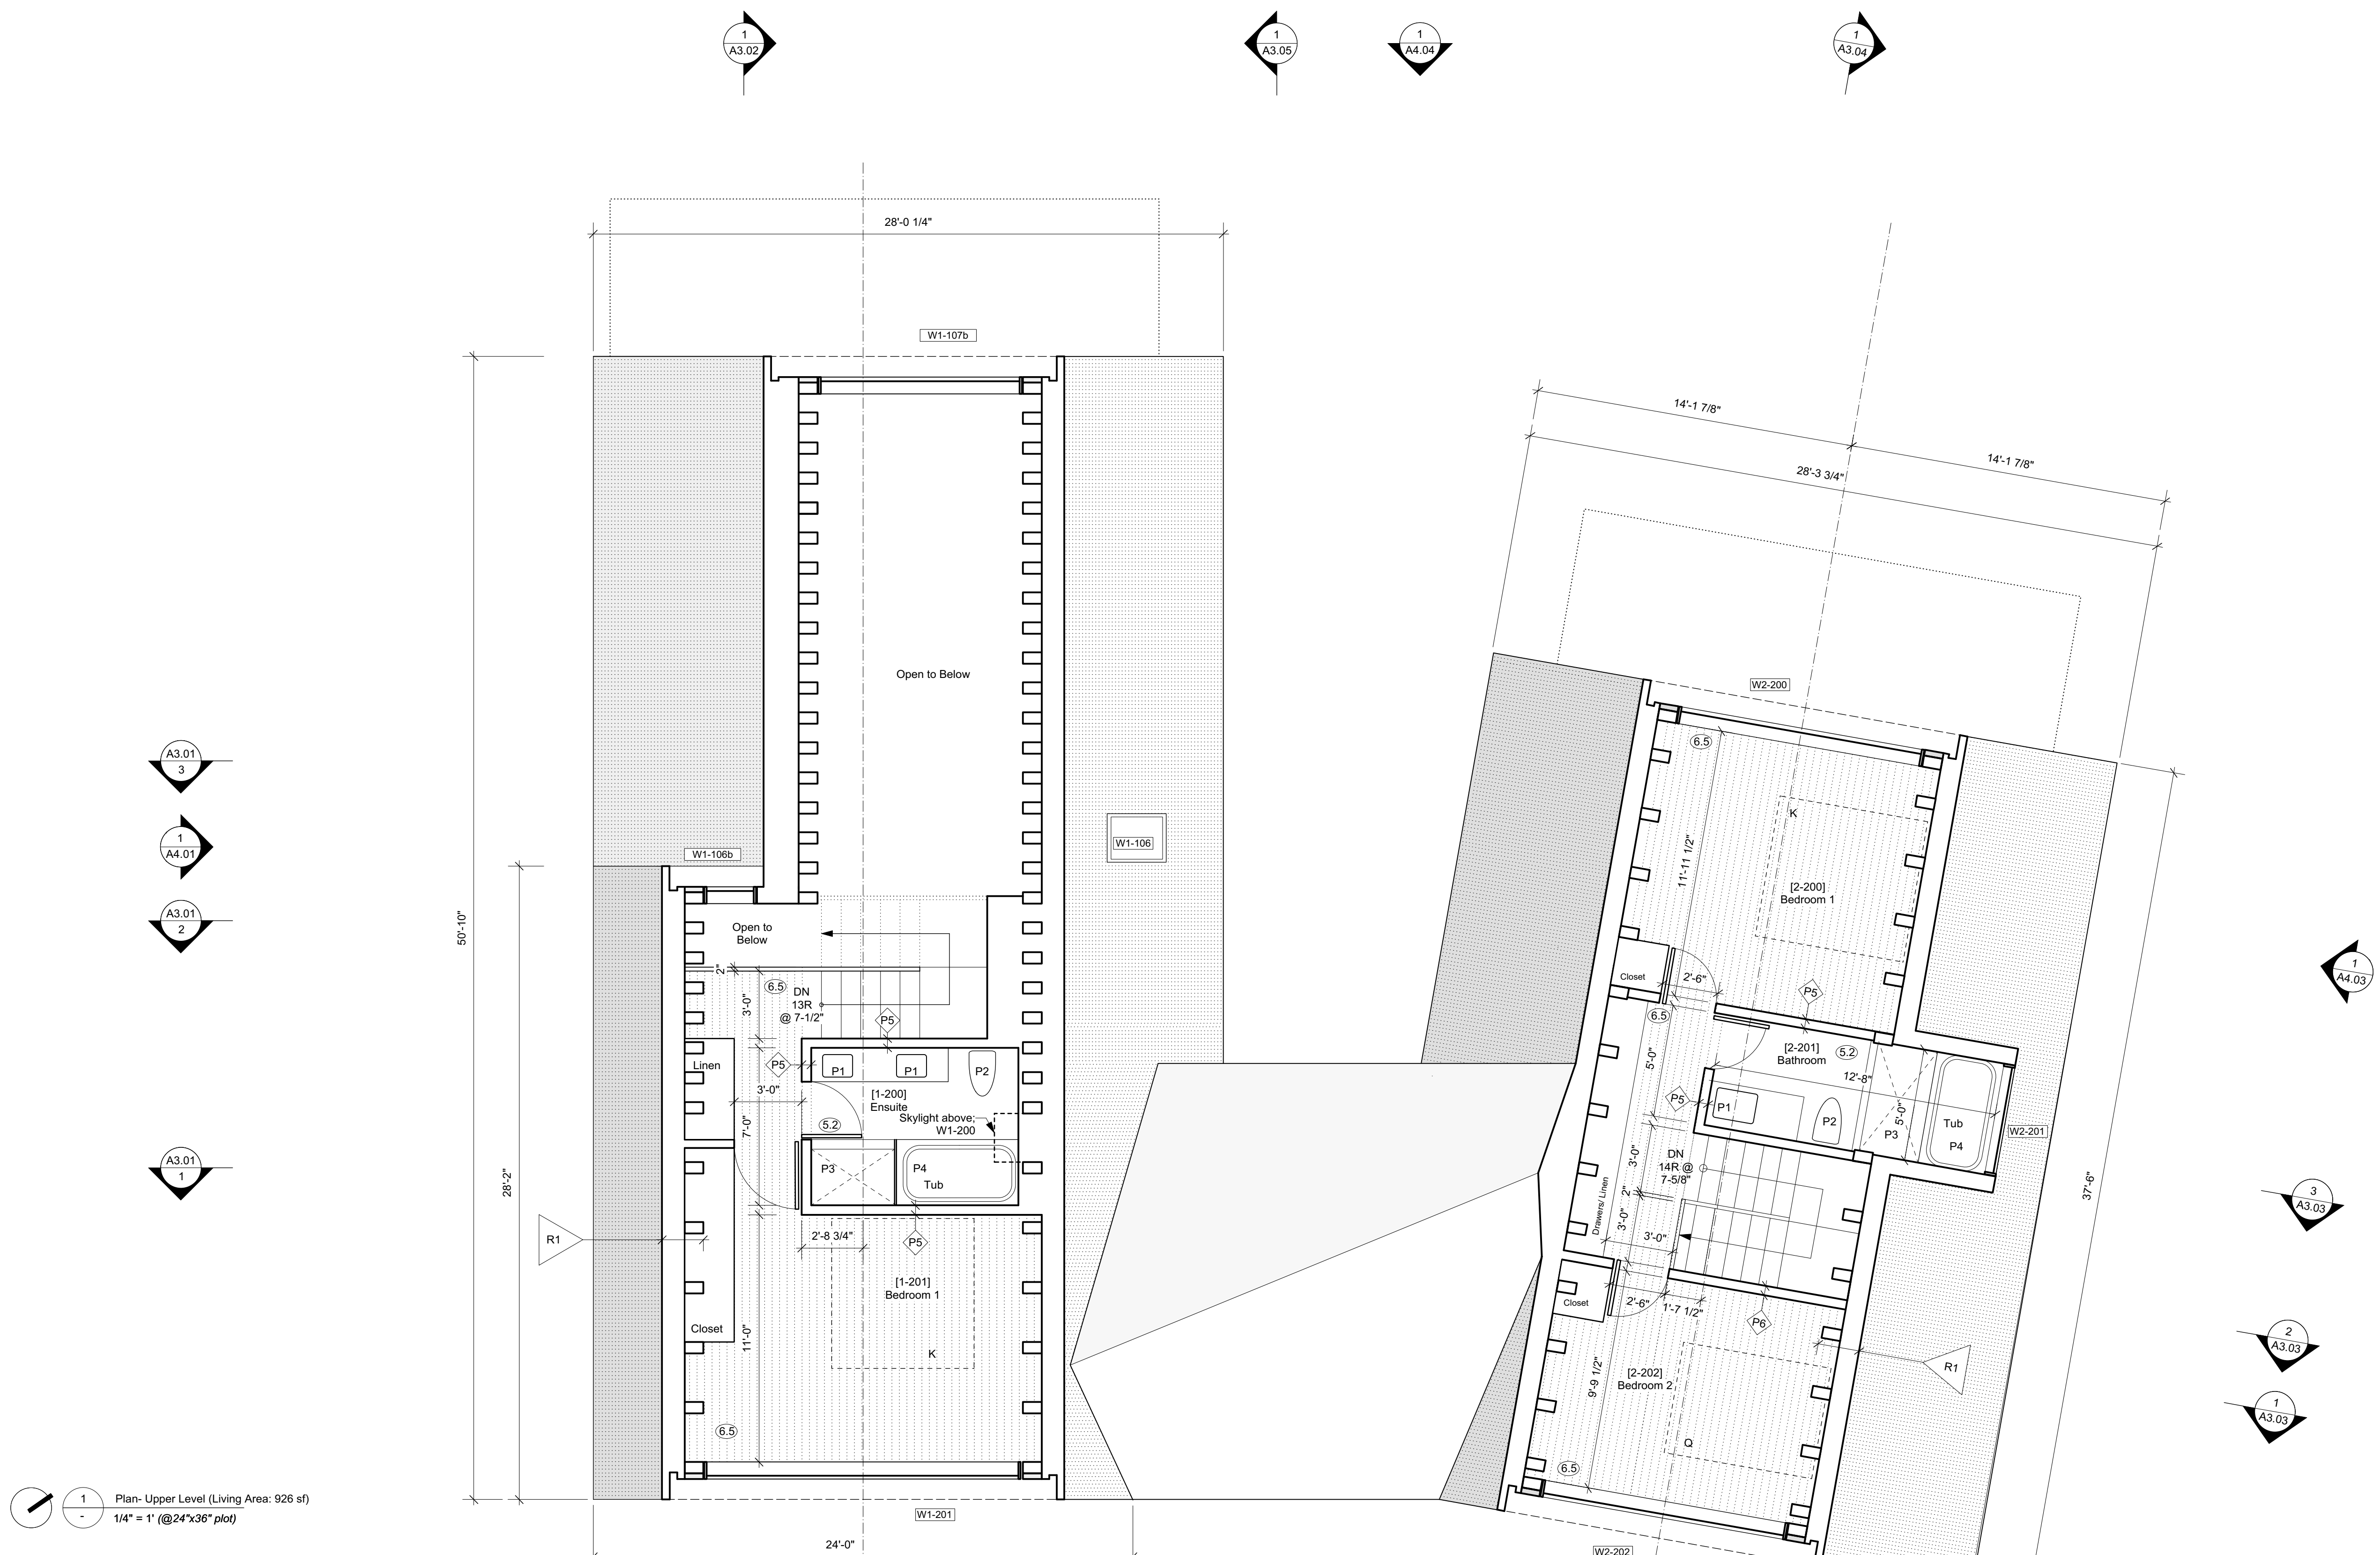 1
A3.02
1
A3.05
1
A4.04
1
A3.04
28'-0 1/4"
W1-107b
14'-1 7/8"
14'-1 7/8"
28'-3 3/4"
W2-200
6.5
K
11'-11 1/2"
[2-200]
Bedroom 1
Open to Below
A3.01
3
1
A4.01
A3.01
2
A3.01
1
50'-10"
28'-2"
W1-106b
W1-106
Open to
Below
2"
6.5
3'-0"
DN
13R
@ 7-1/2"
P5
P5
Linen
3'-0"
P1
P1
P2
[1-200]
Ensuite
Skylight above;
W1-200
7'-0"
5.2
P3
P4
Tub
R1
2'-8 3/4"
P5
[1-201]
Bedroom 1
Closet
11'-0"
K
6.5
W1-201
24'-0"
Closet
2'-6"
P5
6.5
5'-0"
[2-201]
Bathroom
5.2
12'-8"
P5
P1
P2
P3
5'-0"
Tub
P4
W2-201
DN
14R @
7-5/8"
3'-0"
2"
3'-0"
Drawers/ Linen
3'-0"
Closet
2'-6"
1'-7 1/2"
P6
9'-9 1/2"
[2-202]
Bedroom 2
Q
6.5
R1
W2-202
37'-6"
1
A4.03
3
A3.03
2
A3.03
1
A3.03
1
-
Plan- Upper Level (Living Area: 926 sf)
1/4" = 1' (@24"x36" plot)